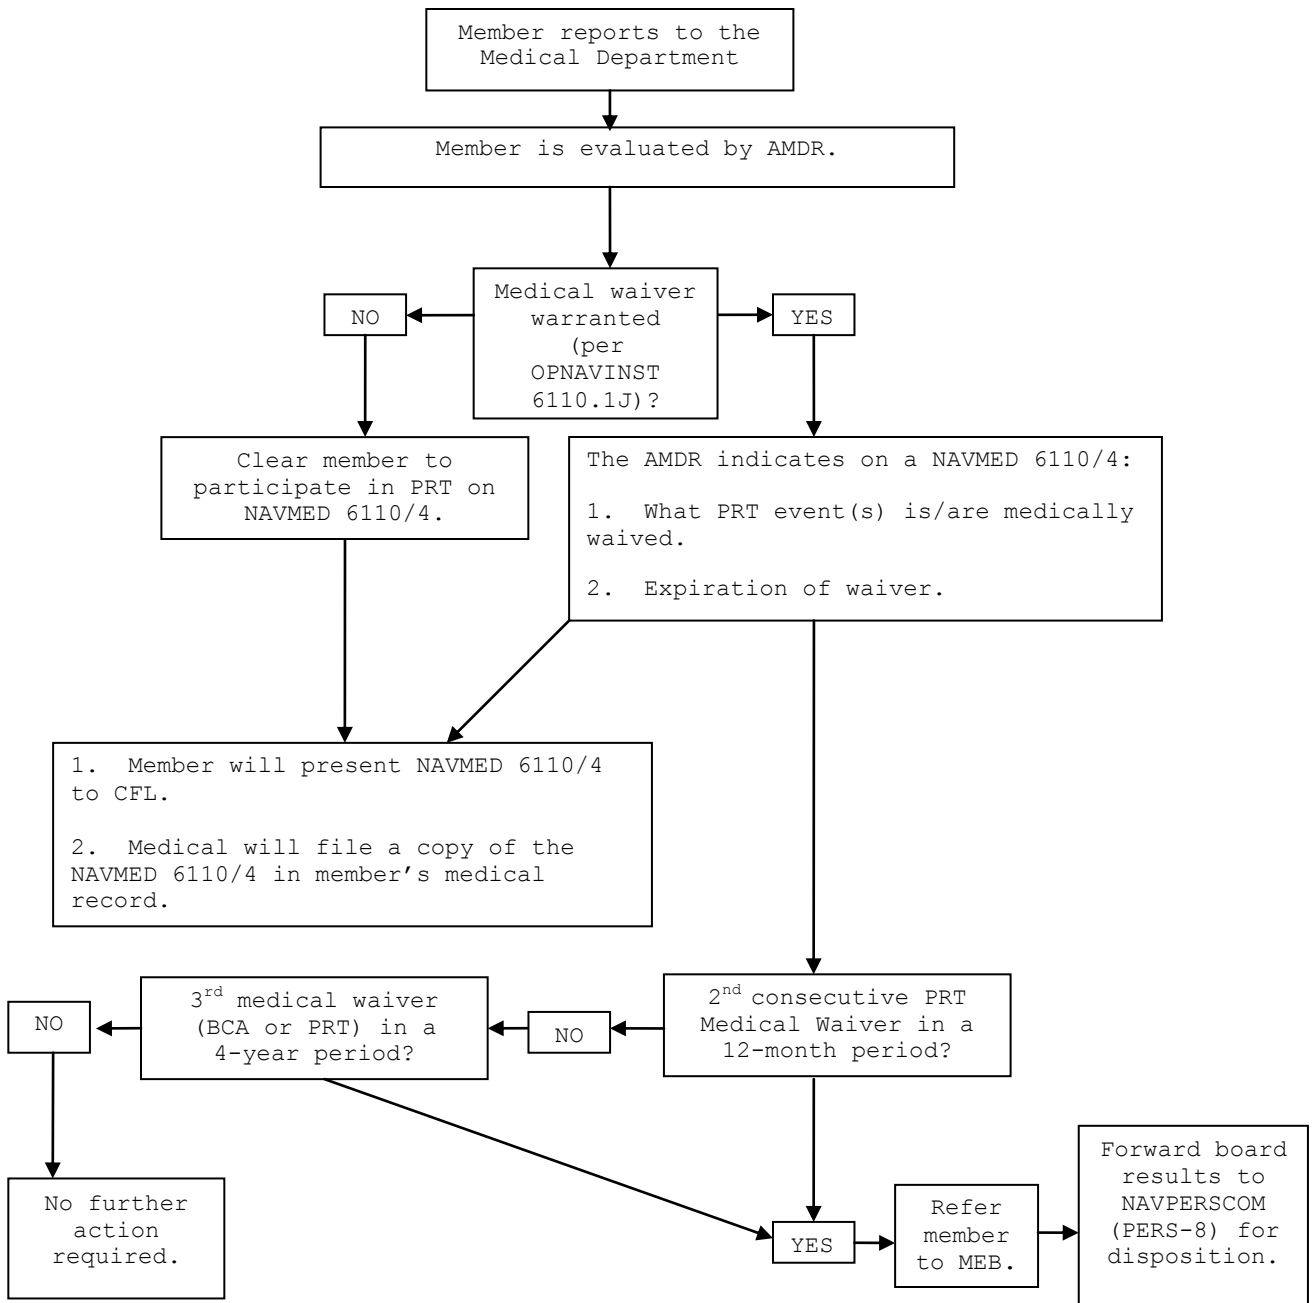 Member reports to the
Medical Department
Member is evaluated by AMDR.
Medical waiver
warranted
(per
OPNAVINST
6110.1J)?
NO
YES
Clear member to
participate in PRT on
NAVMED 6110/4.
The AMDR indicates on a NAVMED 6110/4:
1. What PRT event(s) is/are medically
waived.
2. Expiration of waiver.
1. Member will present NAVMED 6110/4
to CFL.
2. Medical will file a copy of the
NAVMED 6110/4 in member's medical
record.
2nd consecutive PRT
Medical Waiver in a
12-month period?
NO
3rd medical waiver
(BCA or PRT) in a
4-year period?
NO
No further
action
required.
YES
Refer
member
to MEB.
Forward board
results to
NAVPERSCOM
(PERS-8) for
disposition.